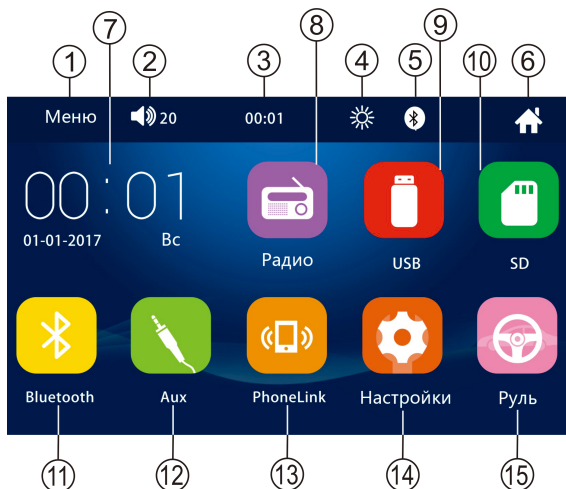 7 8 9
1 2 3 4 5 10 6
Меню 20 00:01
00:01
01-01-2017 Вс
Радио USB SD
Bluetooth Aux PhoneLink Настройки Руль
11 12 13 14 15